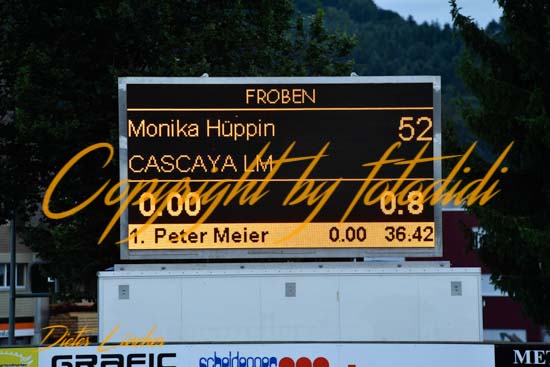 FROBEN
Monika Hüppin 52
CASCAYA LM
Copyright by fotodidi
0.00 0.8
1. Peter Meier 0.00 36.42
GRAFIC
MET